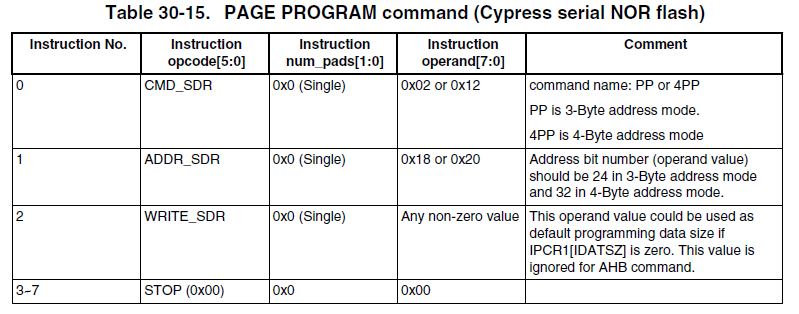 Table 30-15. PAGE PROGRAM command (Cypress serial NOR flash)
Instruction No. Instruction opcode[5:0] Instruction num_pads[1:0] Instruction operand[7:0] Comment
0 CMD_SDR 0x0 (Single) 0x02 or 0x12 command name: PP or 4PP
PP is 3-Byte address mode.
4PP is 4-Byte address mode
1 ADDR_SDR 0x0 (Single) 0x18 or 0x20 Address bit number (operand value)
should be 24 in 3-Byte address mode
and 32 in 4-Byte address mode.
2 WRITE_SDR 0x0 (Single) Any non-zero value This operand value could be used as
default programming data size if
IPCR1[IDATSZ] is zero. This value is
ignored for AHB command.
3~7 STOP (0x00) 0x0 0x00